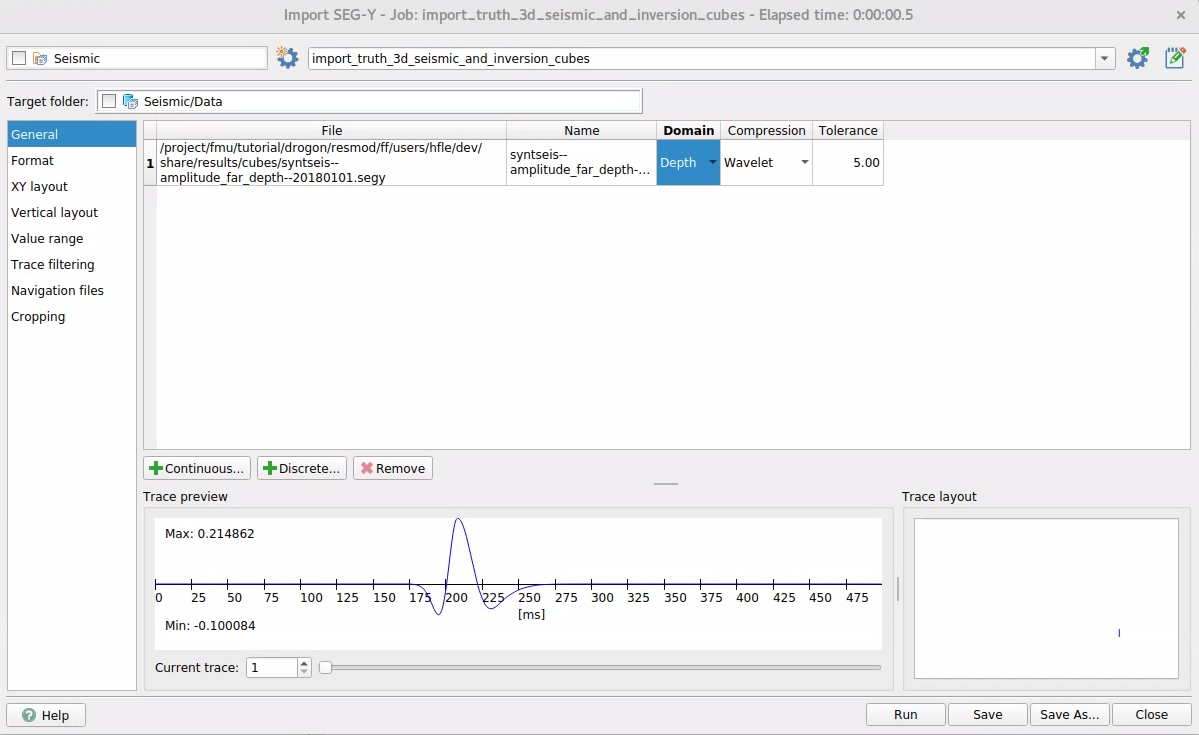 Import SEG-Y - Job: import_truth_3d_seismic_and_inversion_cubes - Elapsed time: 0:00:00.5
Seismic
import_truth_3d_seismic_and_inversion_cubes
Target folder: Seismic/Data
General
Format
XY layout
Vertical layout
Value range
Trace filtering
Navigation files
Cropping
File Name Domain Compression Tolerance
1
/project/fmu/tutorial/drogon/resmod/ff/users/hfle/dev/
share/results/cubes/syntseis--
amplitude_far_depth--20180101.segy
syntseis--
amplitude_far_depth-...
Depth Wavelet 5.00
Continuous... Discrete... Remove
Trace preview
Max: 0.214862
0 25 50 75 100 125 150 175 200 225 250 275 300 325 350 375 400 425 450 475
[ms]
Min: -0.100084
Current trace: 1
Trace layout
Help Run Save Save As... Close